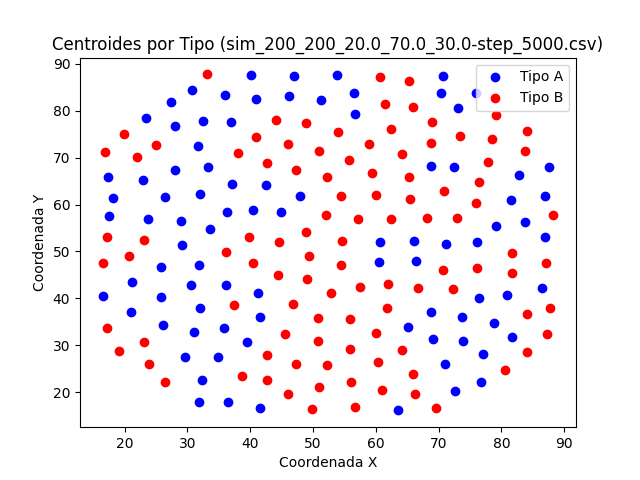 Centroides por Tipo (sim_200_200_20.0_70.0_30.0-step_5000.csv)
Tipo A
Tipo B
90
80
70
60
50
40
30
20
Coordenada Y
20 30 40 50 60 70 80 90
Coordenada X